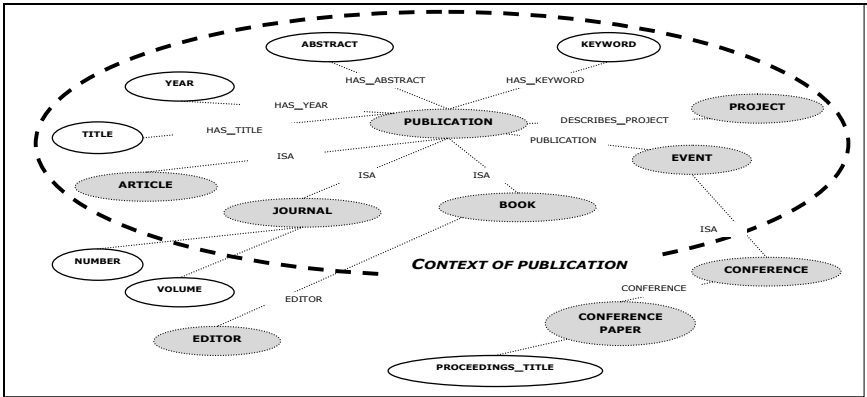 ABSTRACT
KEYWORD
HAS_ABSTRACT
HAS_KEYWORD
YEAR
HAS_YEAR
PROJECT
DESCRIBES_PROJECT
PUBLICATION
TITLE
HAS_TITLE
PUBLICATION
EVENT
ISA
ARTICLE
ISA
ISA
JOURNAL
BOOK
ISA
NUMBER
CONTEXT OF PUBLICATION
CONFERENCE
VOLUME
EDITOR
CONFERENCE
CONFERENCE
PAPER
EDITOR
PROCEEDINGS_TITLE